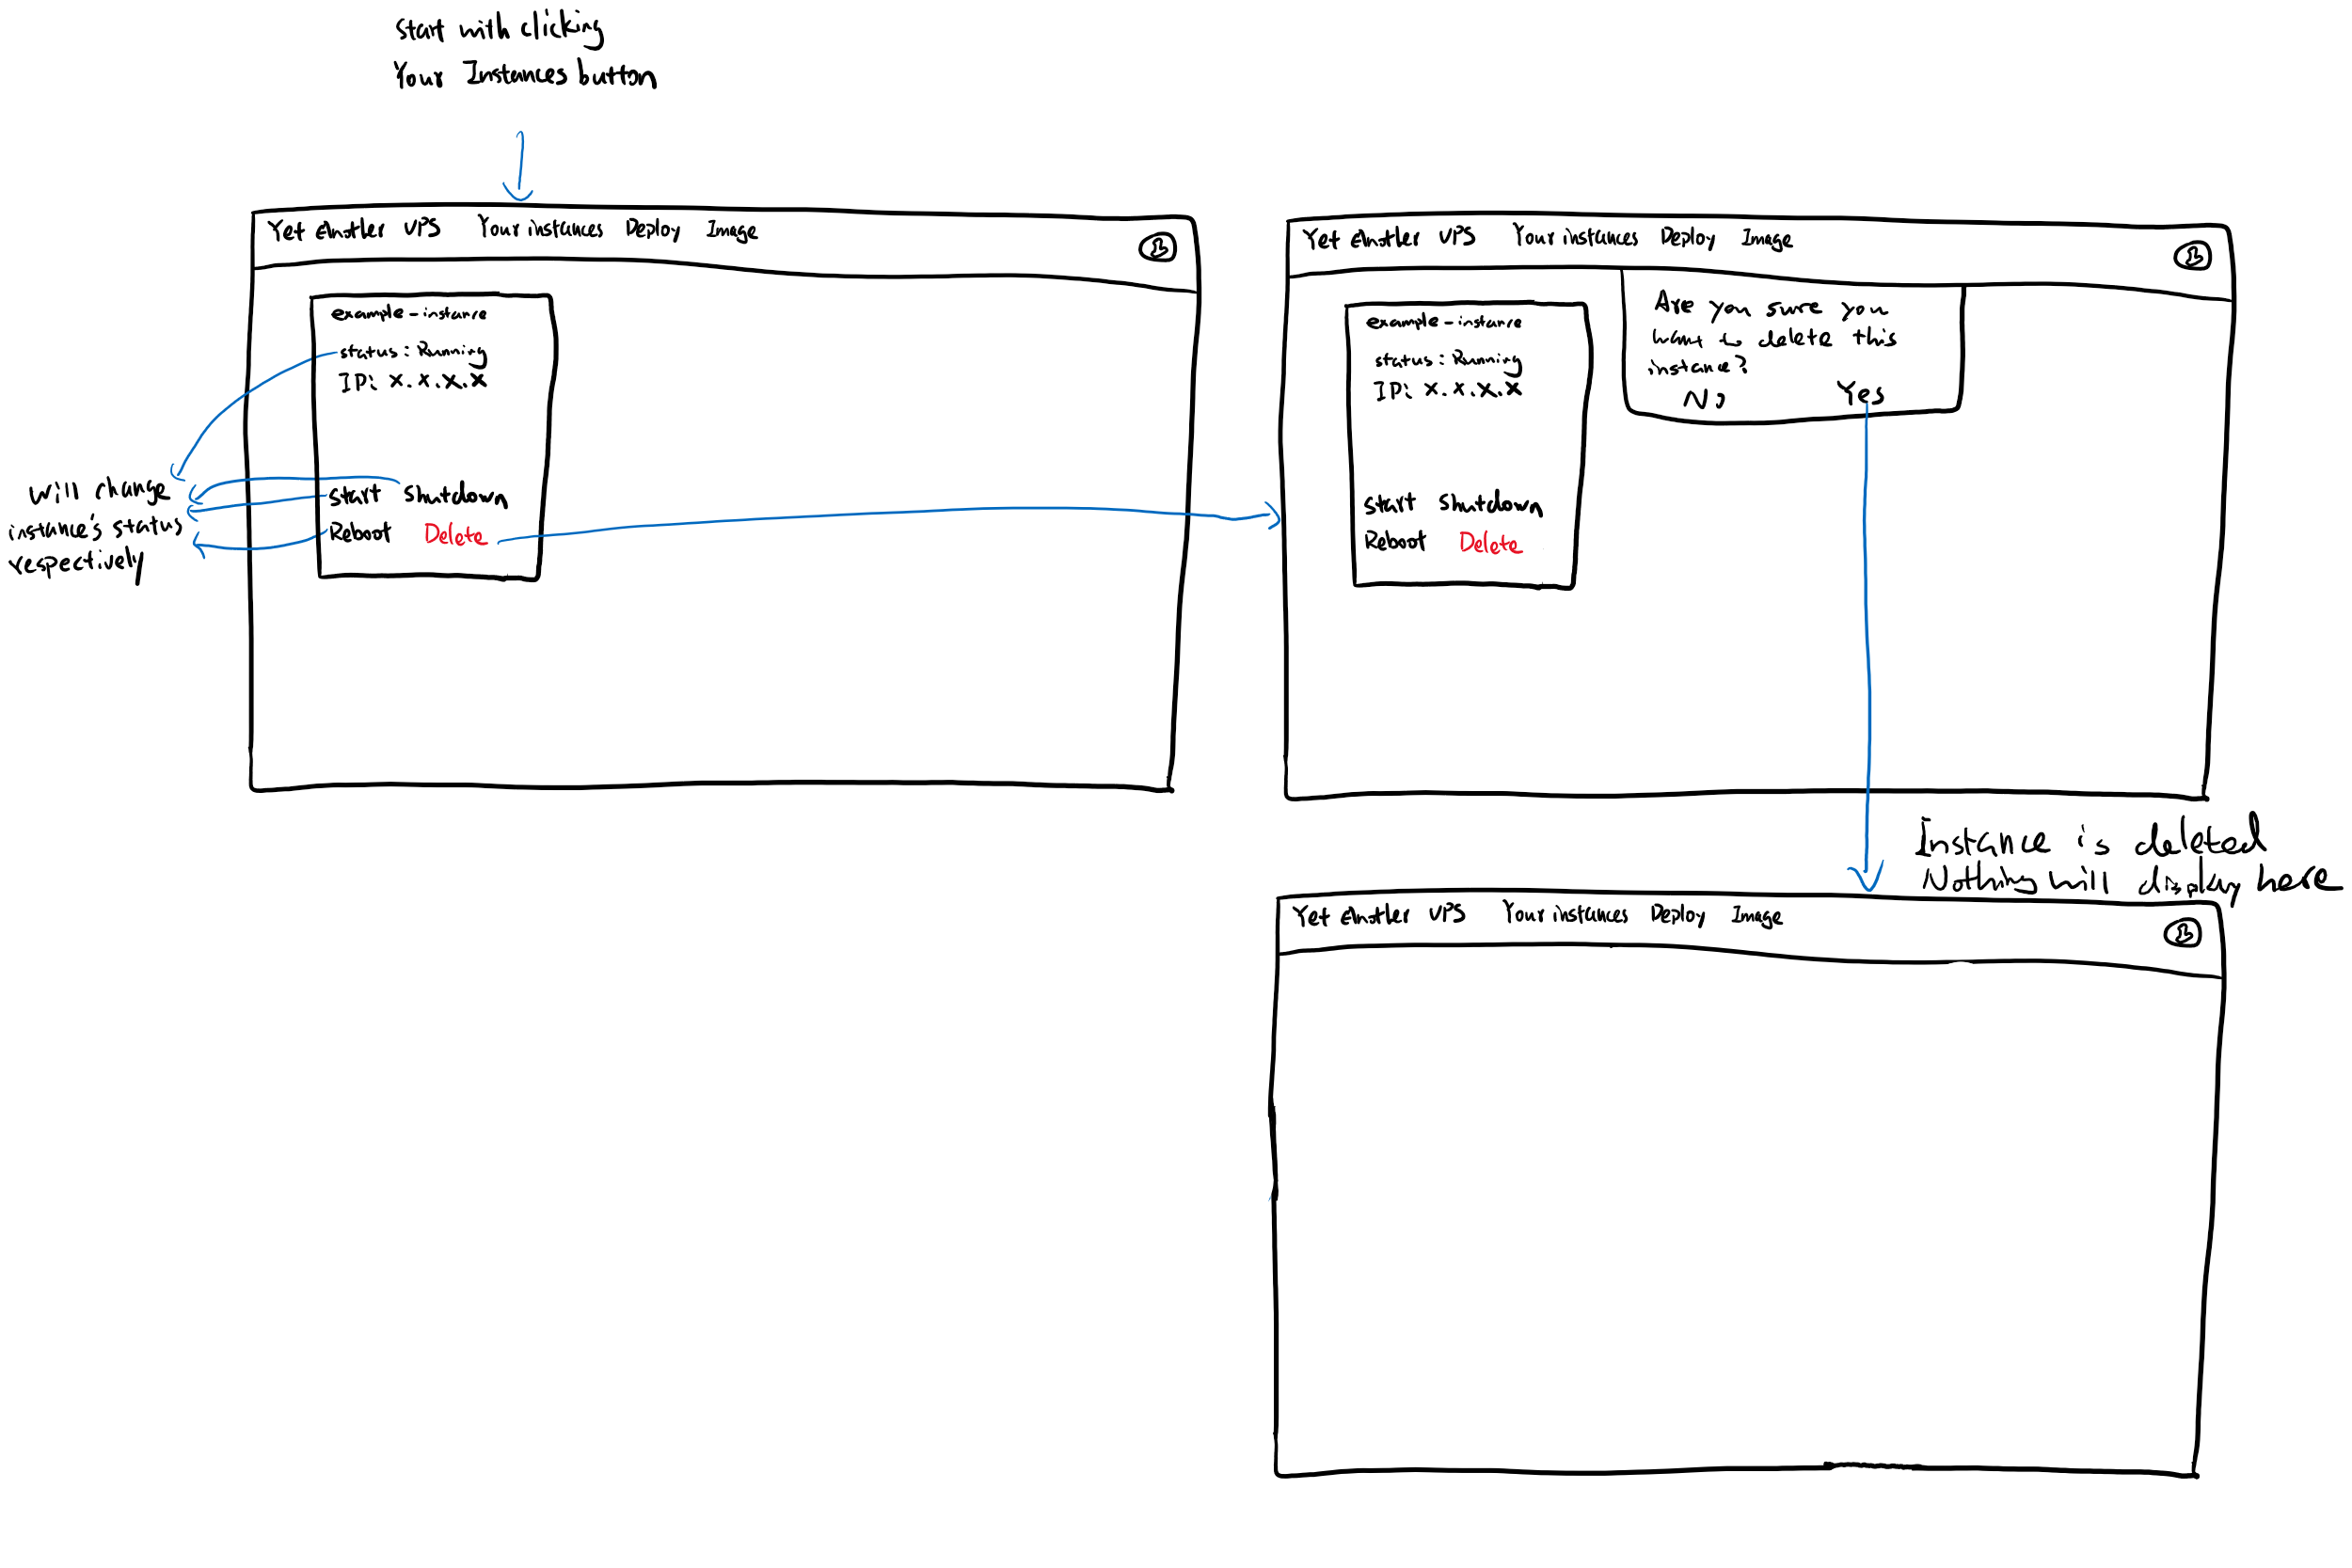 Start with clicking
Your Instances button
Yet Another VPS Your instances Deploy Image
example-instance
status: Running
IP: x.x.x.x
Start Shutdown
Reboot Delete
will change
instance's status
respectively
Yet Another VPS Your instances Deploy Image
example-instance
status: Running
IP: x.x.x.x
Start Shutdown
Reboot Delete
Are you sure you
want to delete this
instance?
No Yes
Instance is deleted
Nothing will display here
Yet Another VPS Your instances Deploy Image